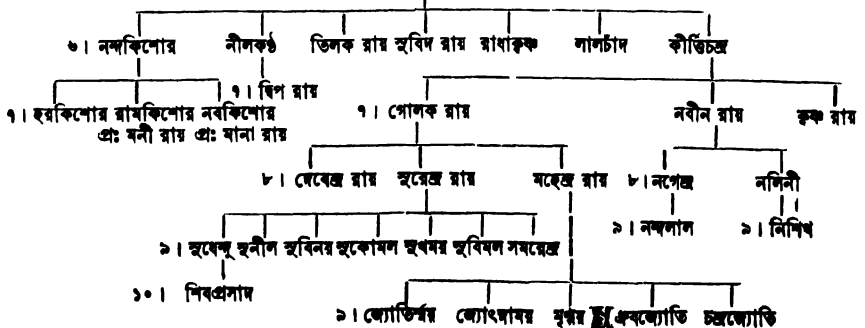 ৬। নন্দকিশোর নীলকণ্ঠ তিলক রায় সুবিদ রায় রাধাকৃষ্ণ লালচাঁদ কীর্ত্তিচন্দ্র
৭। দ্বিপ রায়
৭। হরকিশোর রামকিশোর নবকিশোর ৭। গোলক রায় নবীন রায় কৃষ্ণ রায়
প্রঃ মনী রায় প্রঃ মানা রায়
৮। দেবেন্দ্র রায় সুরেন্দ্র রায় মহেন্দ্র রায় ৮। নগেন্দ্র নলিনী
৯। নন্দলাল ৯। নিশিথ
৯। সুধেন্দু সুনীল সুবিনয় সুকোমল সুখময় সুবিমল সমরেন্দ্র
১০। শিবপ্রসাদ
৯। জ্যোতির্ম্ময় জ্যোৎস্নাময় মৃণ্ময় ধ্রুবজ্যোতি চন্দ্রজ্যোতি